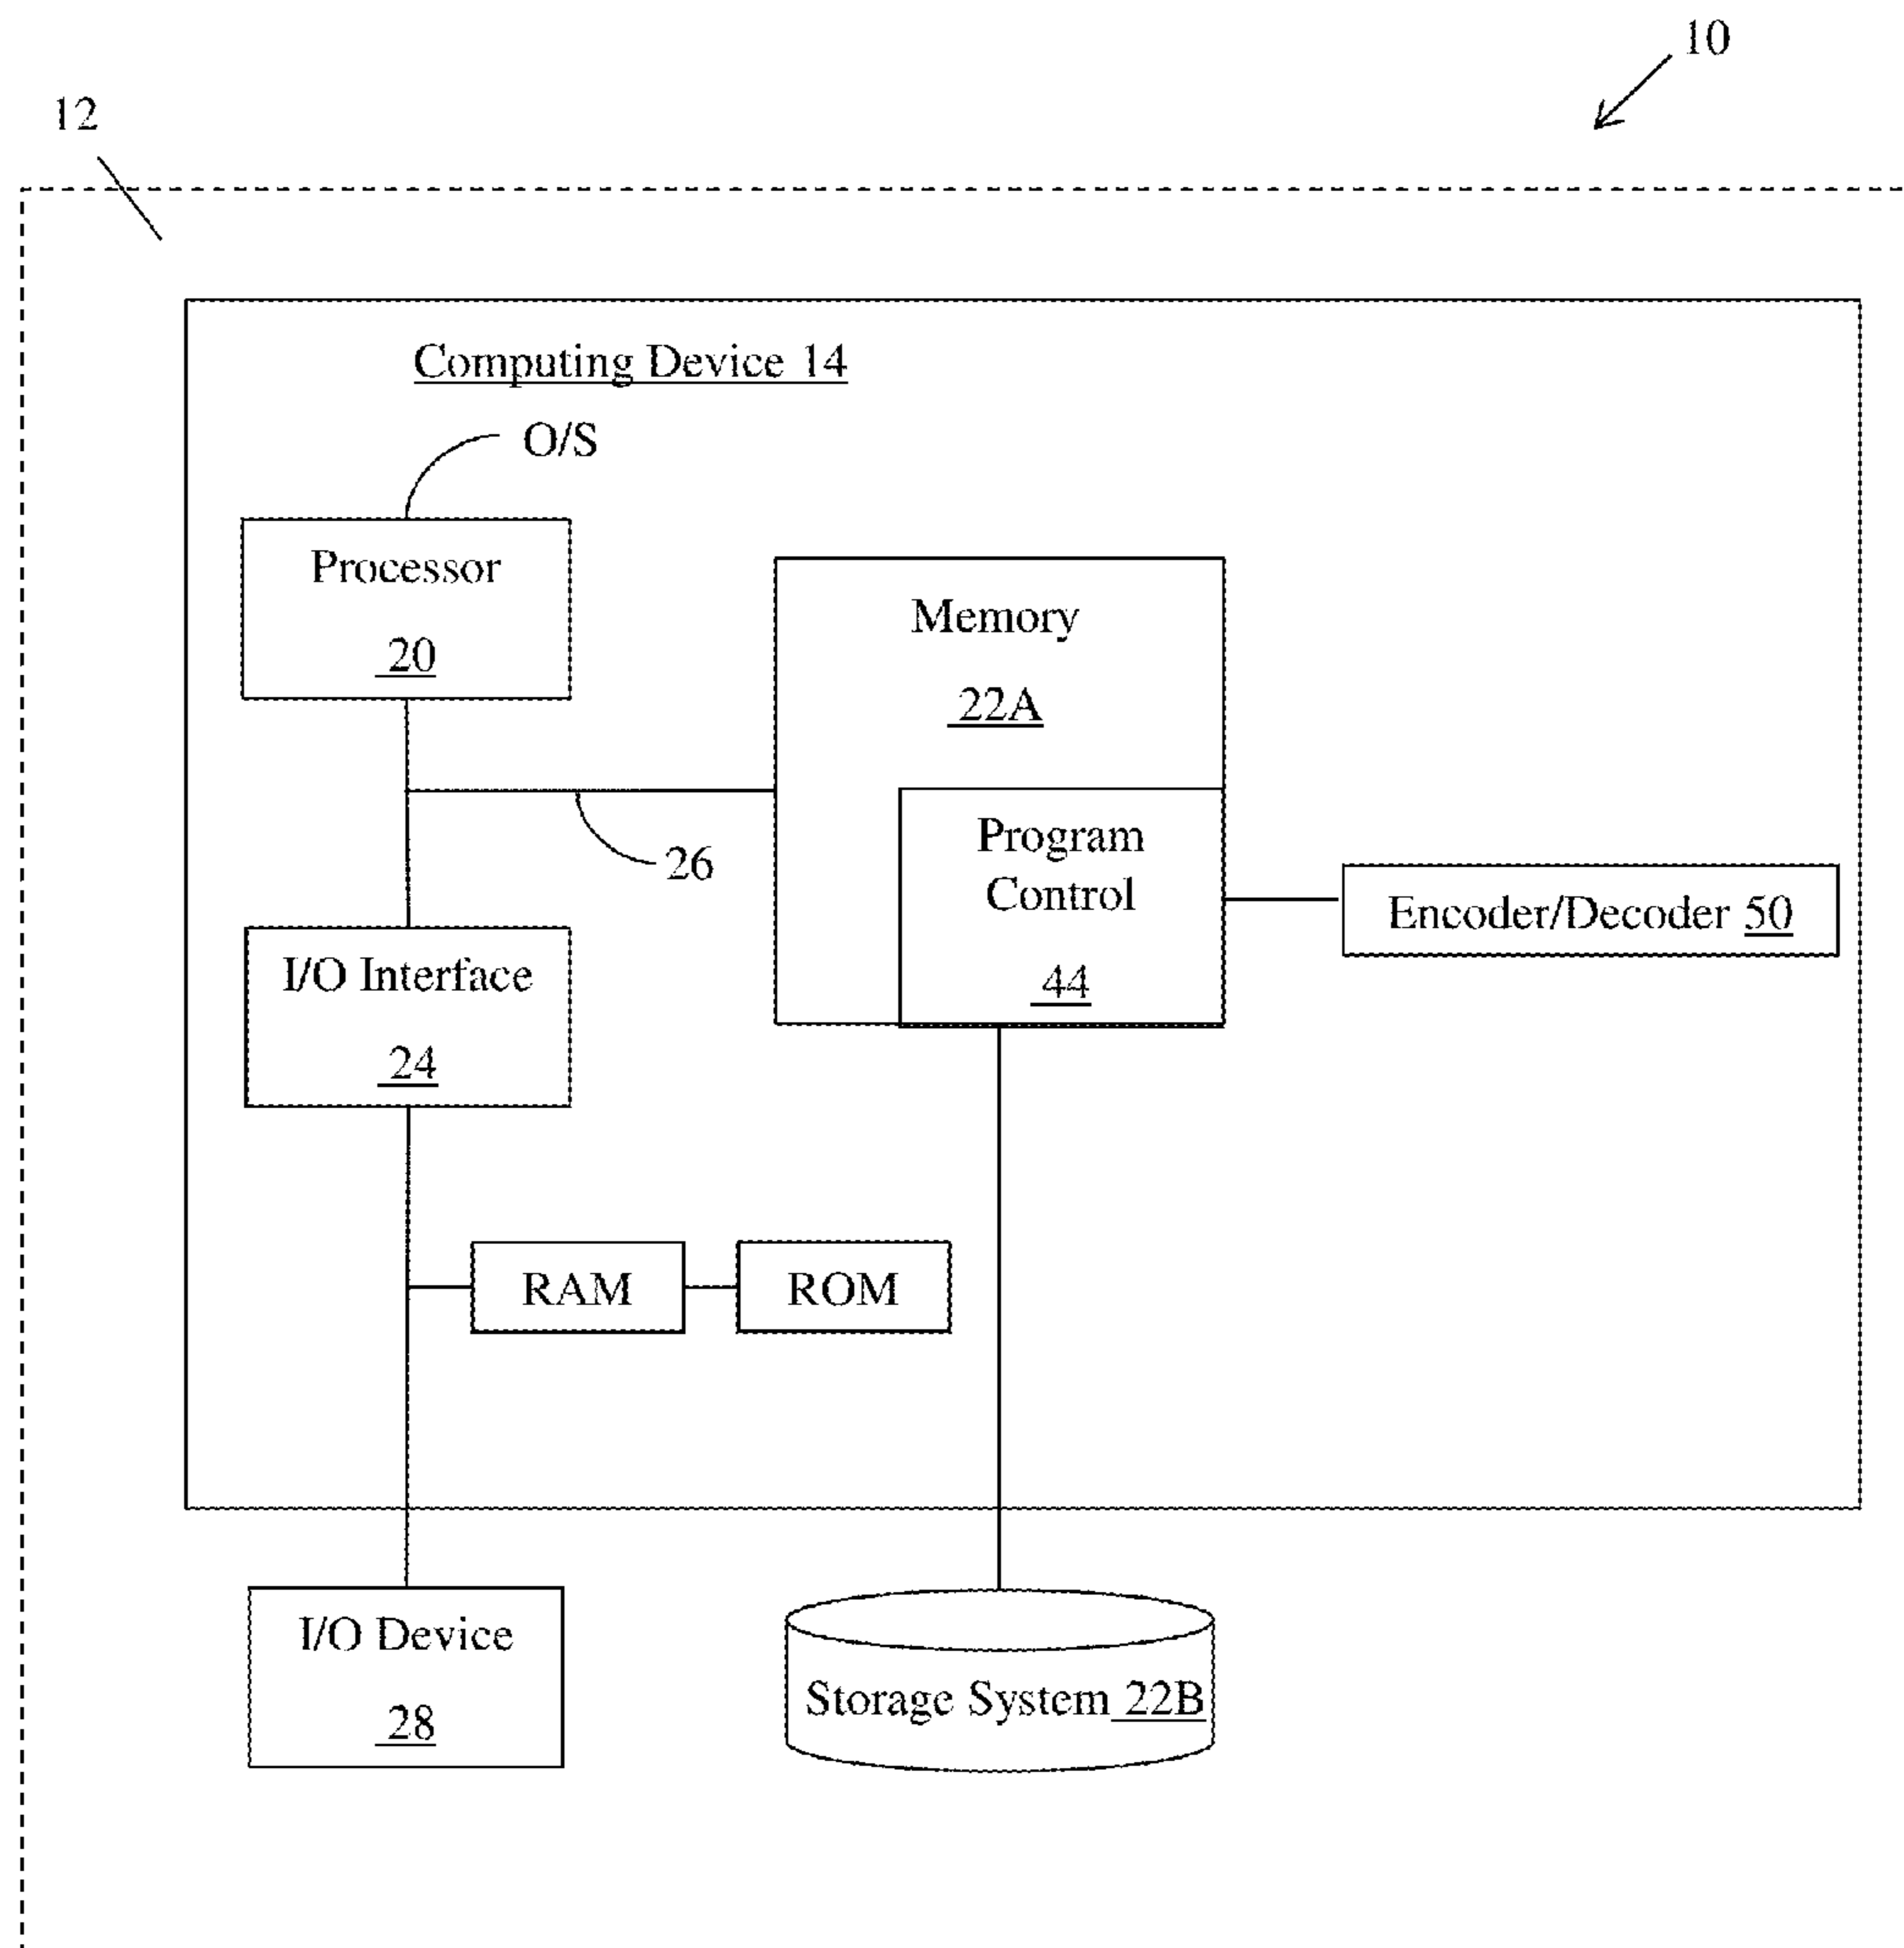 10
12
Computing Device 14
O/S
Processor
20
Memory
22A
26
Program
Control
44
Encoder/Decoder 50
I/O Interface
24
RAM
ROM
I/O Device
28
Storage System 22B